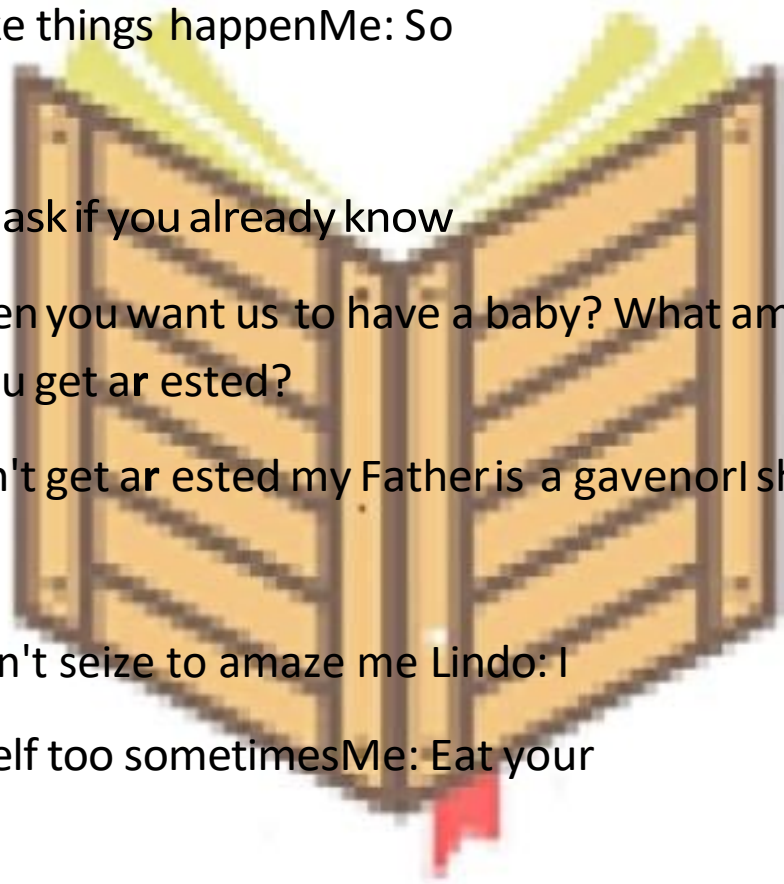 ke things happenMe: So
ask if you already know
en you want us to have a baby? What am
u get ar ested?
n't get ar ested my Father is a gavenorI sh
n't seize to amaze me Lindo: I
elf too sometimesMe: Eat your